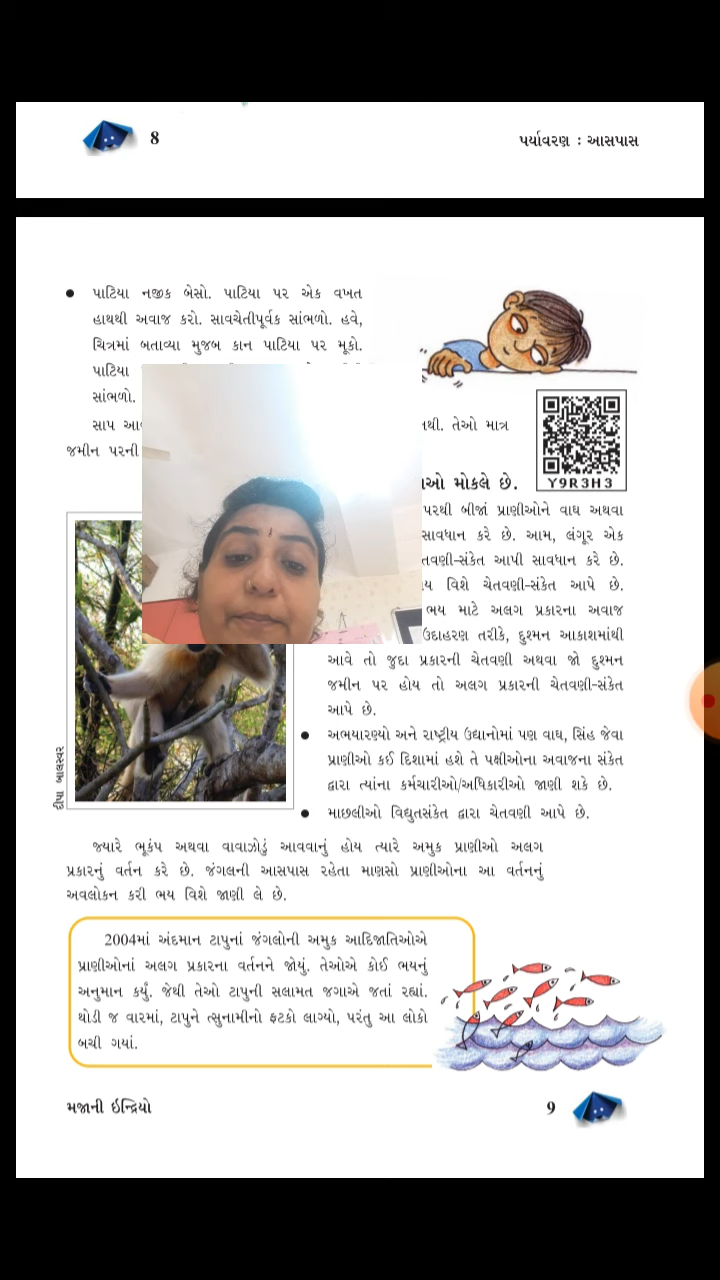 8
પર્યાવરણ : આસપાસ
પાટિયા નજીક બેસો. પાટિયા પર એક વખત
હાથથી અવાજ કરો. સાવચેતીપૂર્વક સાંભળો. હવે,
ચિત્રમાં બતાવ્યા મુજબ કાન પાટિયા પર મૂકો.
પાટિયા
સાંભળો.
સાપ
નથી. તેઓ માત્ર
જમીન પરની
Y9R3H3
મોકલે છે.
પરથી બીજાં પ્રાણીઓને વાઘ અથવા
સાવધાન કરે છે. આમ, લંગૂર એક
આપી સાવધાન કરે છે.
વિશે ચેતવણી-સંકેત આપે છે.
ભય માટે અલગ પ્રકારના અવાજ
ઉદાહરણ તરીકે, દુશ્મન આકાશમાંથી
આવે તો જુદા પ્રકારની ચેતવણી અથવા જો દુશ્મન
જમીન પર હોય તો અલગ પ્રકારની ચેતવણી-સંકેત
આપે છે.
અભયારણ્યો અને રાષ્ટ્રીય ઉદ્યાનોમાં પણ વાઘ, સિંહ જેવા
પ્રાણીઓ કઈ દિશામાં હશે તે પક્ષીઓના અવાજના સંકેત
દ્વારા ત્યાંના કર્મચારીઓ/અધિકારીઓ જાણી શકે છે.
માછલીઓ વિદ્યુતસંકેત દ્વારા ચેતવણી આપે છે.
દીપા બાલસ્વર
જ્યારે ભૂકંપ અથવા વાવાઝોડું આવવાનું હોય ત્યારે અમુક પ્રાણીઓ અલગ
પ્રકારનું વર્તન કરે છે. જંગલની આસપાસ રહેતા માણસો પ્રાણીઓના આ વર્તનનું
અવલોકન કરી ભય વિશે જાણી લે છે.
2004માં અંદમાન ટાપુનાં જંગલોની અમુક આદિજાતિઓએ
પ્રાણીઓનાં અલગ પ્રકારના વર્તનને જોયું. તેઓએ કોઈ ભયનું
અનુમાન કર્યું. જેથી તેઓ ટાપુની સલામત જગાએ જતાં રહ્યાં.
થોડી જ વારમાં, ટાપુને ત્સુનામીનો ફટકો લાગ્યો, પરંતુ આ લોકો
બચી ગયાં.
મજાની ઇન્દ્રિયો
9